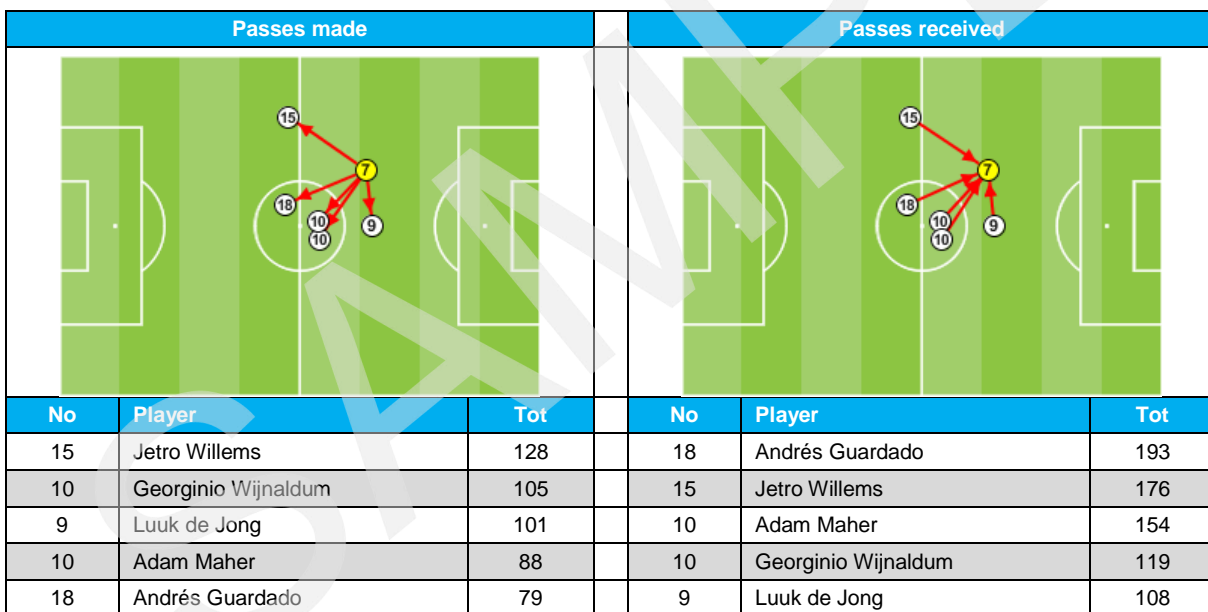 Passes made
Passes received
15
7
18
10
10
9
15
7
18
10
10
9
No Player Tot
15 Jetro Willems 128
10 Georginio Wijnaldum 105
9 Luuk de Jong 101
10 Adam Maher 88
18 Andrés Guardado 79
No Player Tot
18 Andrés Guardado 193
15 Jetro Willems 176
10 Adam Maher 154
10 Georginio Wijnaldum 119
9 Luuk de Jong 108